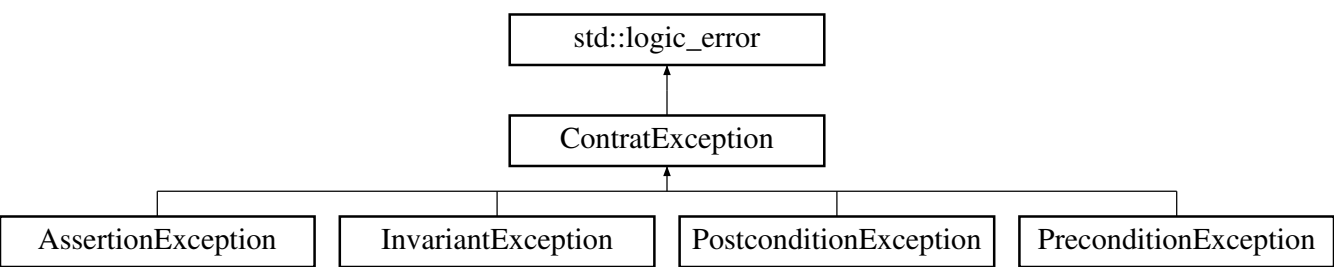 std::logic_error
ContratException
AssertionException
InvariantException
PostconditionException
PreconditionException